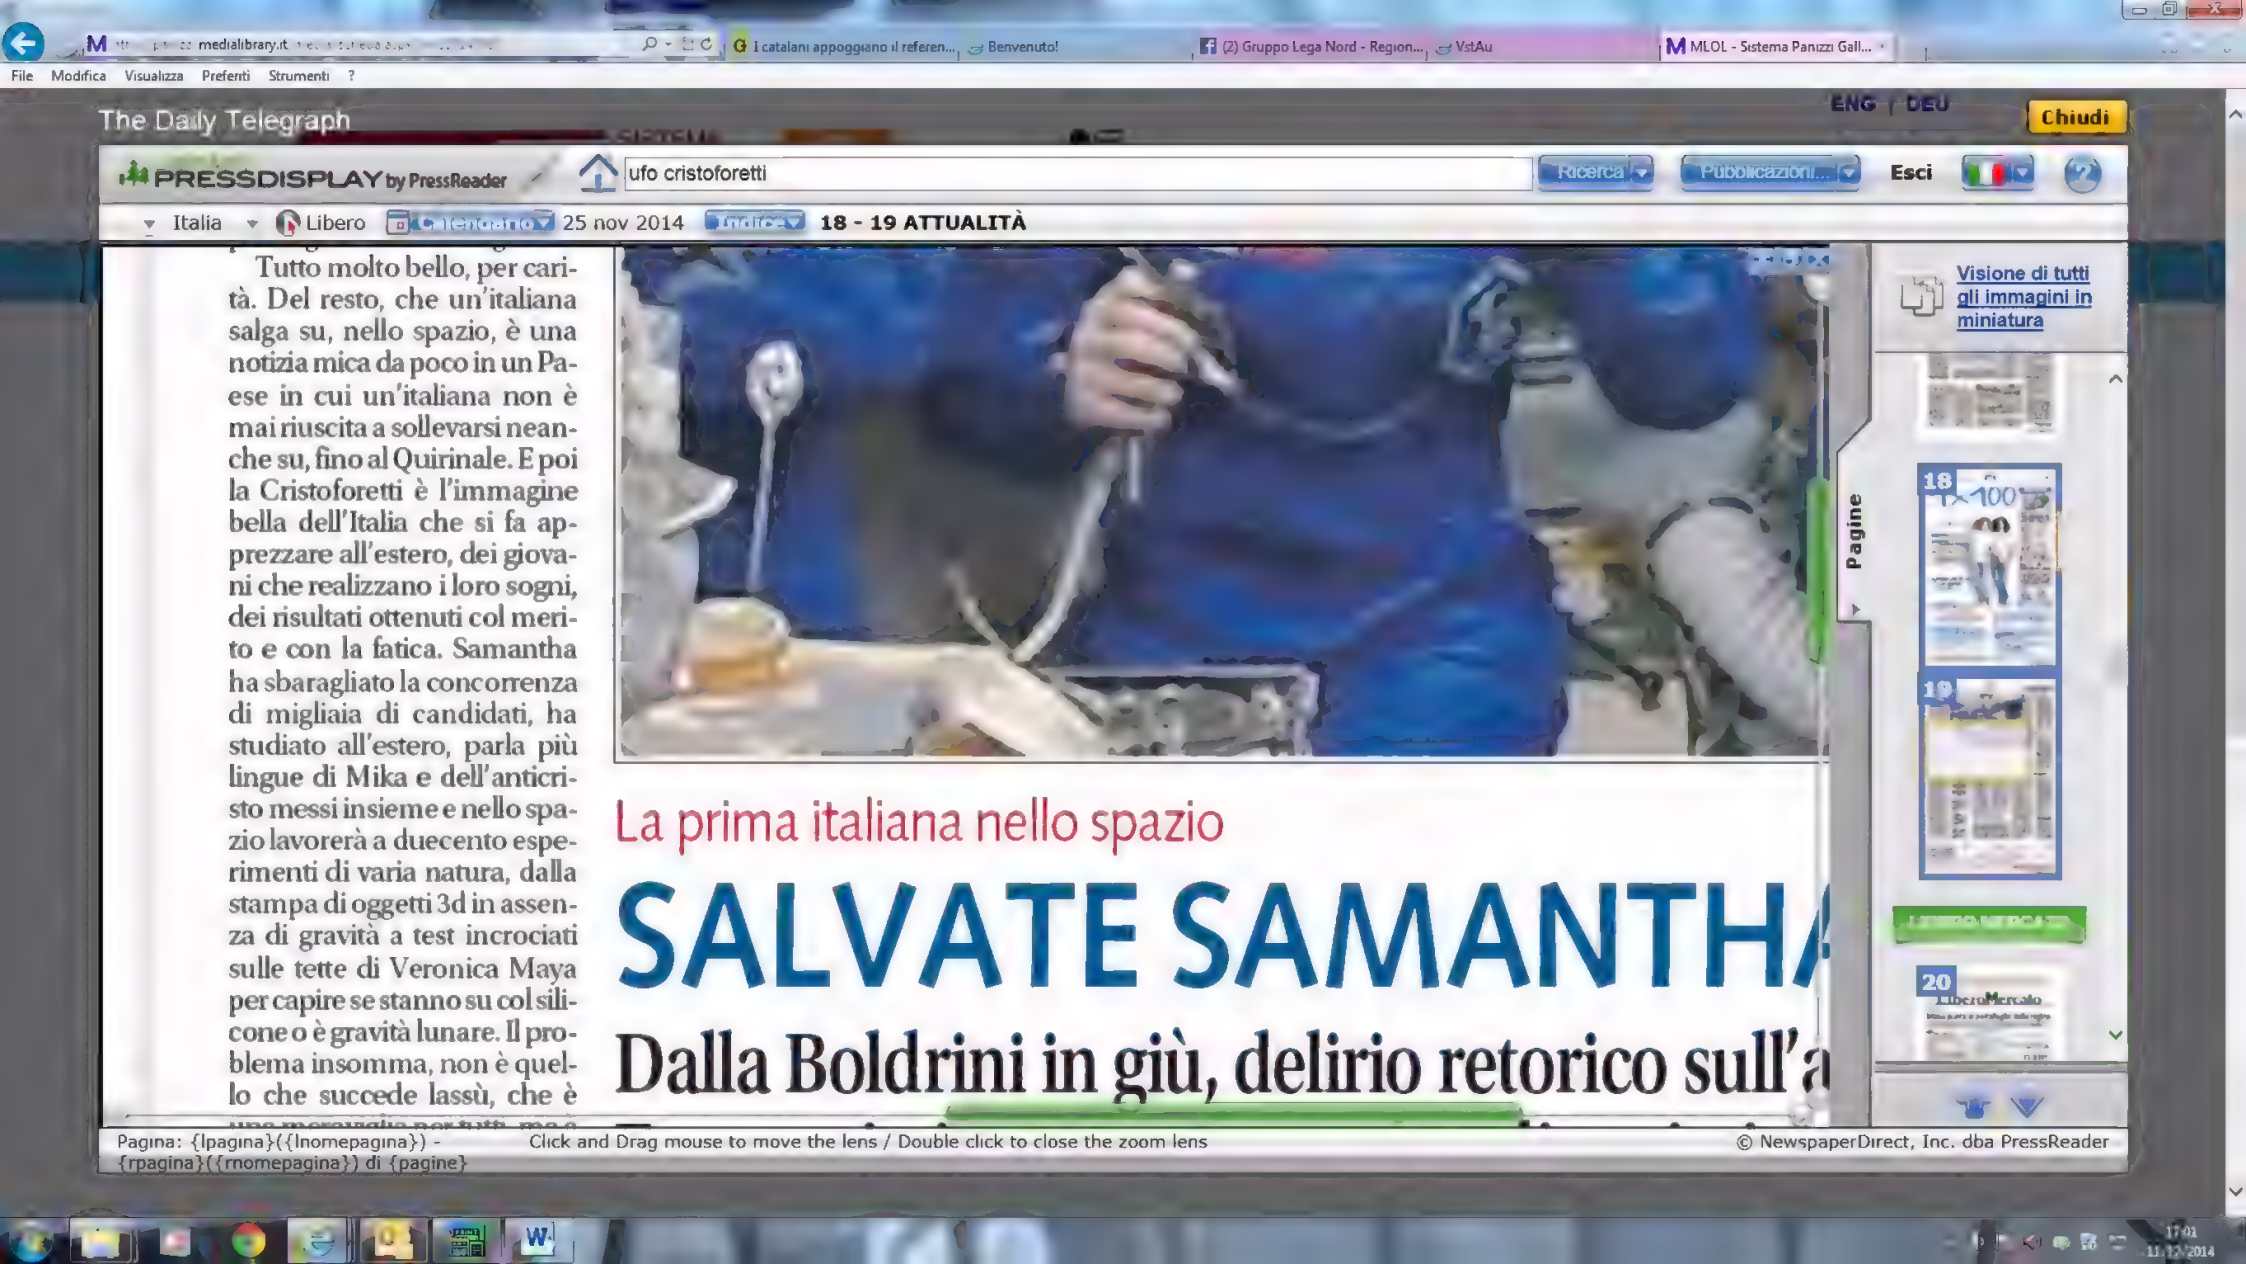 medialibrary.it
I catalani appoggiano il referen...
Benvenuto!
(2) Gruppo Lega Nord - Region...
VstAu
MLOL - Sistema Panizzi Gall...
File Modifica Visualizza Preferiti Strumenti ?
The Daily Telegraph
ENG | DEU
Chiudi
PRESSDISPLAY by PressReader
ufo cristoforetti
Ricerca
Pubblicazioni...
Esci
Italia
Libero
Calendario
25 nov 2014
Indice
18 - 19 ATTUALITÀ
Tutto molto bello, per cari-
tà. Del resto, che un'italiana
salga su, nello spazio, è una
notizia mica da poco in un Pa-
ese in cui un'italiana non è
mai riuscita a sollevarsi nean-
che su, fino al Quirinale. E poi
la Cristoforetti è l'immagine
bella dell'Italia che si fa ap-
prezzare all'estero, dei giova-
ni che realizzano i loro sogni,
dei risultati ottenuti col meri-
to e con la fatica. Samantha
ha sbaragliato la concorrenza
di migliaia di candidati, ha
studiato all'estero, parla più
lingue di Mika e dell'anticri-
sto messi insieme e nello spa-
zio lavorerà a duecento espe-
rimenti di varia natura, dalla
stampa di oggetti 3d in assen-
za di gravità a test incrociati
sulle tette di Veronica Maya
per capire se stanno su col sili-
cone o è gravità lunare. Il pro-
blema insomma, non è quel-
lo che succede lassù, che è
La prima italiana nello spazio
SALVATE SAMANTHA
Dalla Boldrini in giù, delirio retorico sull'a
Visione di tutti
gli immagini in
miniatura
Pagine
18
1x100
19
20
LiberoMercato
Pagina: {lpagina}({lnomepagina}) -
{rpagina}({rnomepagina}) di {pagine}
Click and Drag mouse to move the lens / Double click to close the zoom lens
© NewspaperDirect, Inc. dba PressReader
17:01
11/12/2014